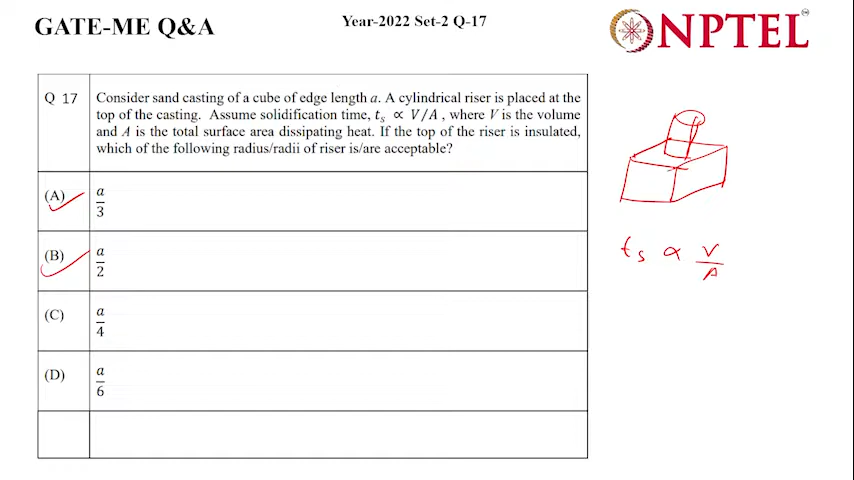 GATE-ME Q&A
Year-2022 Set-2 Q-17
NPTEL
Q 17
Consider sand casting of a cube of edge length a. A cylindrical riser is placed at the
top of the casting. Assume solidification time, tₛ ∝ V/A, where V is the volume
and A is the total surface area dissipating heat. If the top of the riser is insulated,
which of the following radius/radii of riser is/are acceptable?
(A) a/3
(B) a/2
(C) a/4
(D) a/6
tₛ ∝ V/A